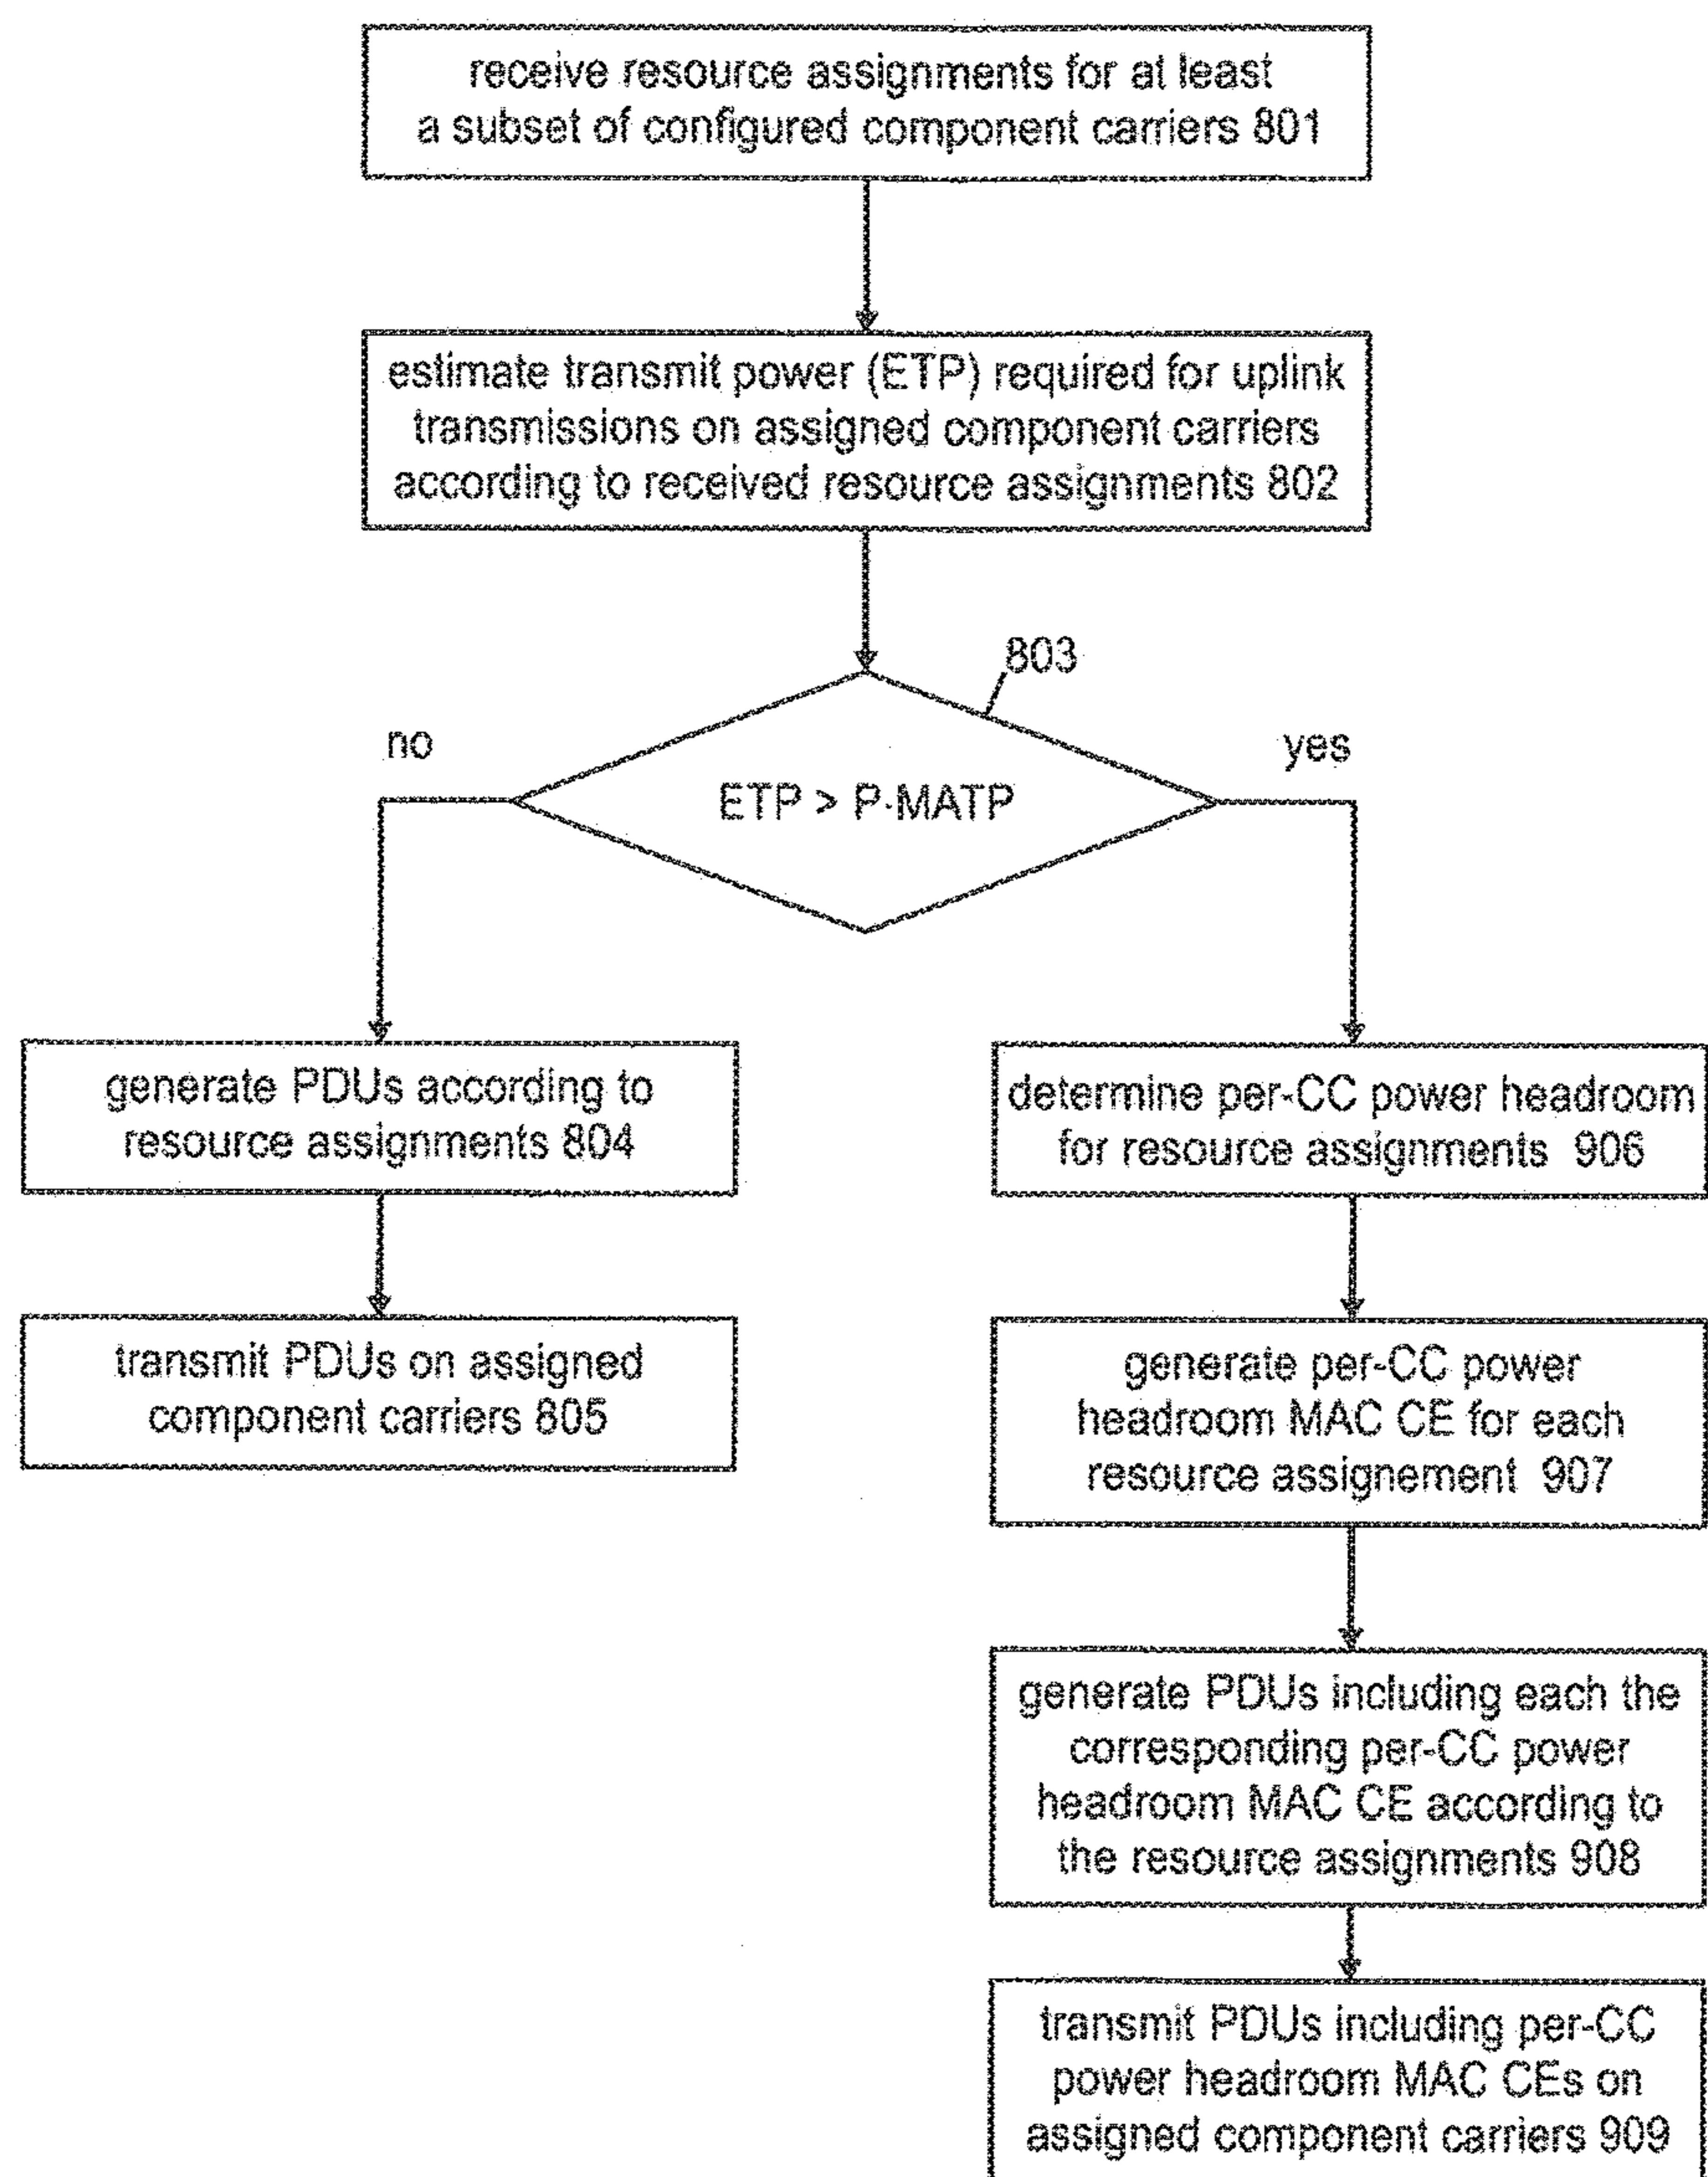 receive resource assignments for at least
a subset of configured component carriers 801
estimate transmit power (ETP) required for uplink
transmissions on assigned component carriers
according to received resource assignments 802
803
no
yes
ETP > P-MATP
generate PDUs according to
resource assignments 804
transmit PDUs on assigned
component carriers 805
determine per-CC power headroom
for resource assignments 906
generate per-CC power
headroom MAC CE for each
resource assignement 907
generate PDUs including each the
corresponding per-CC power
headroom MAC CE according to
the resource assignments 908
transmit PDUs including per-CC
power headroom MAC CEs on
assigned component carriers 909